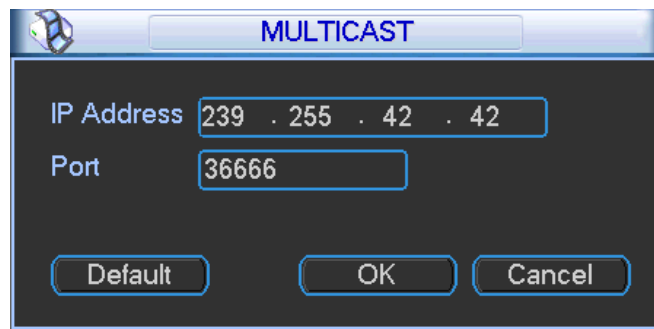 MULTICAST
IP Address 239 . 255 . 42 . 42
Port 36666
Default OK Cancel